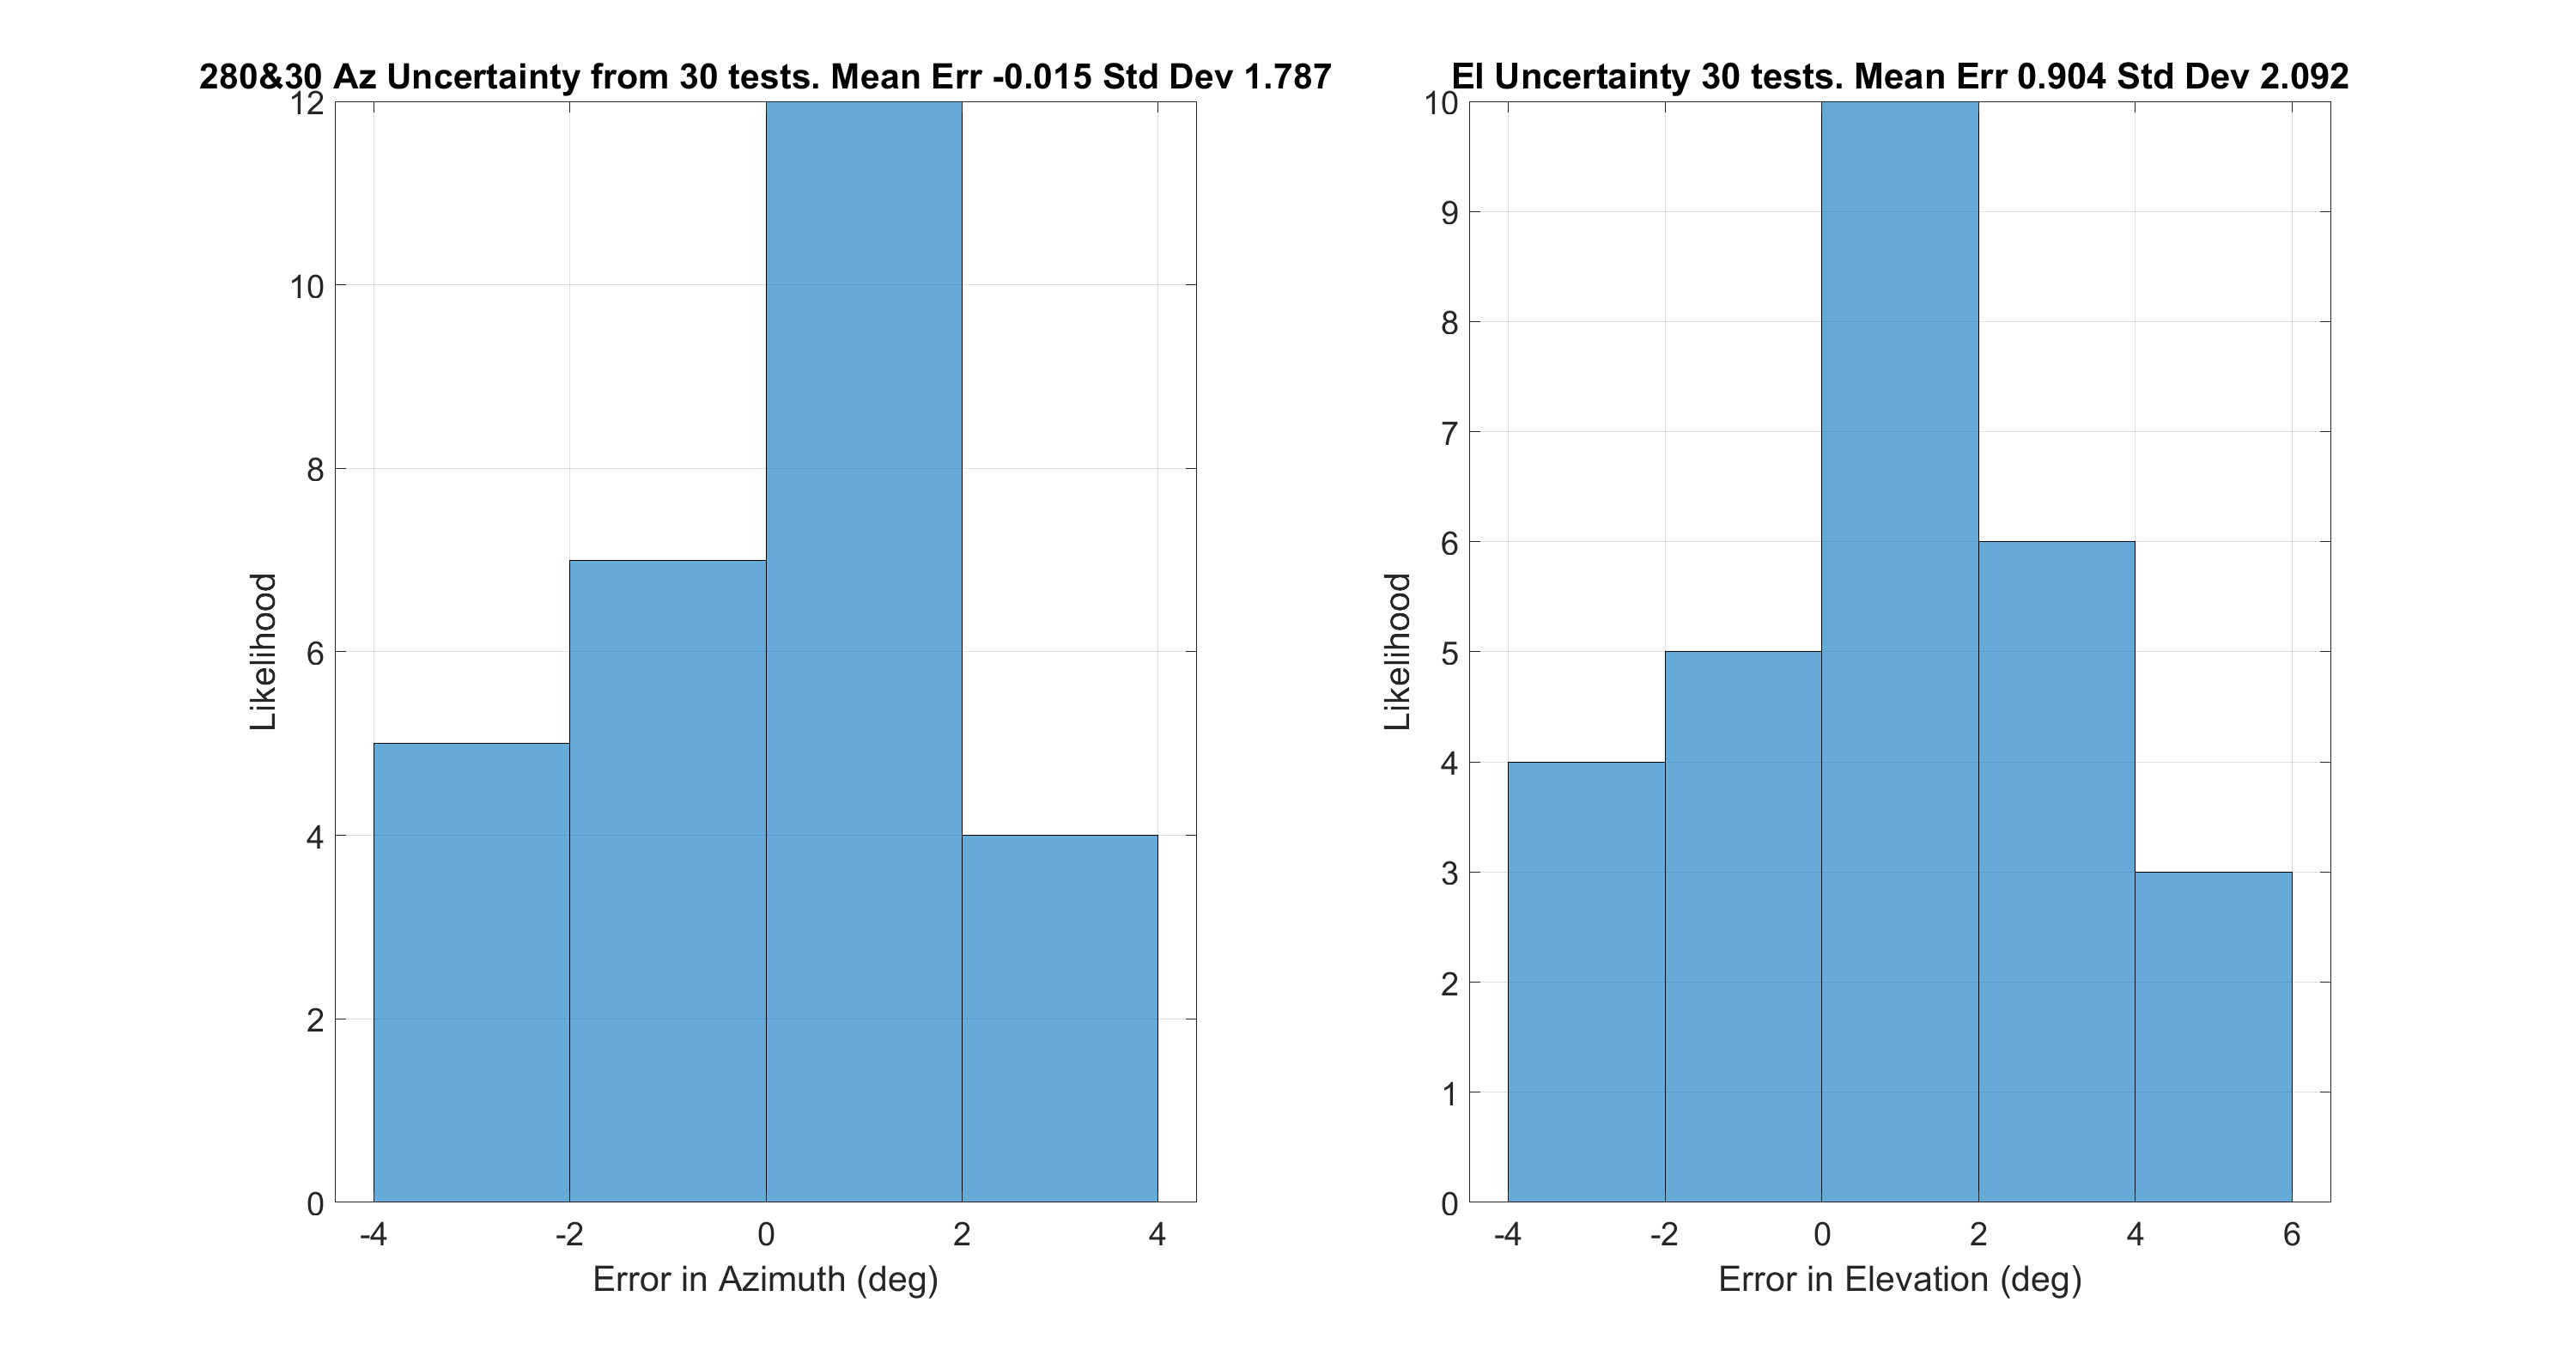 280&30 Az Uncertainty from 30 tests. Mean Err -0.015 Std Dev 1.787
12
10
8
6
4
2
0
Likelihood
-4 -2 0 2 4
Error in Azimuth (deg)
El Uncertainty 30 tests. Mean Err 0.904 Std Dev 2.092
10
9
8
7
6
5
4
3
2
1
0
Likelihood
-4 -2 0 2 4 6
Error in Elevation (deg)